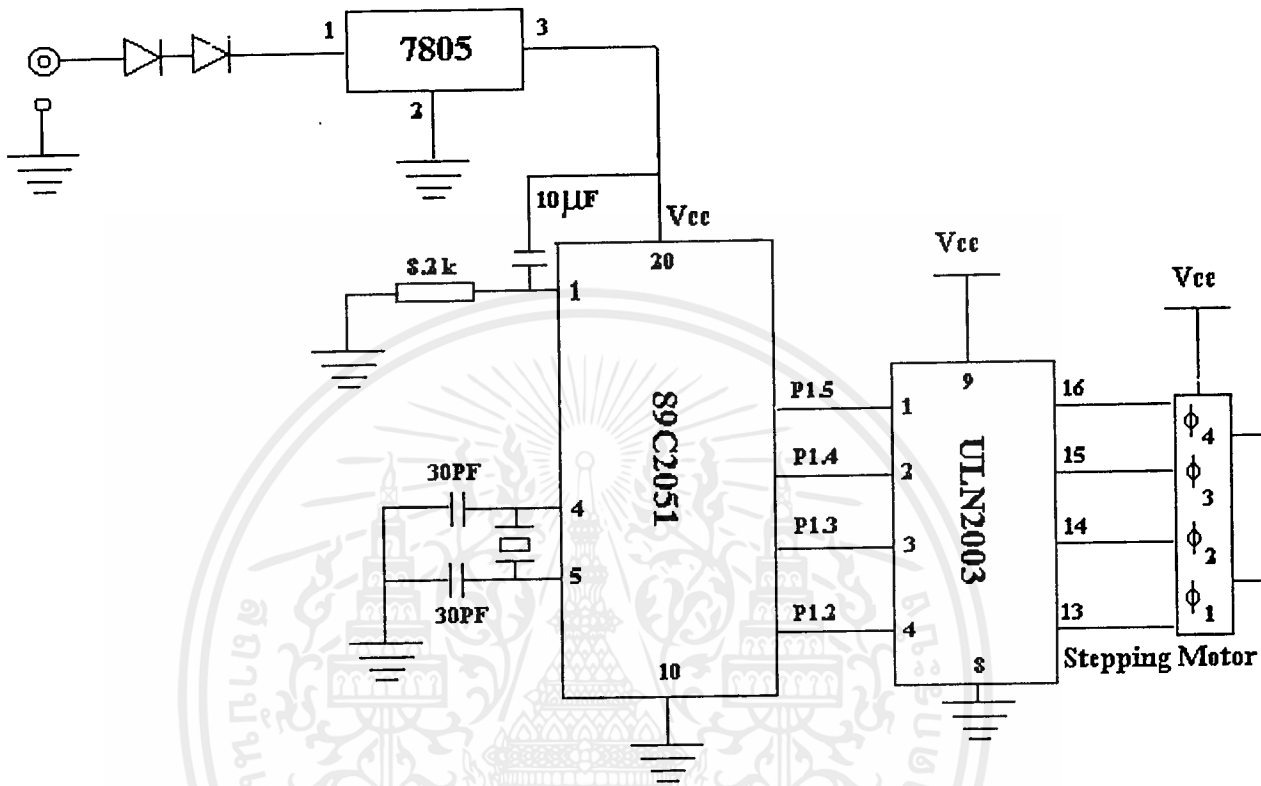 1
7805
3
2
10µF
Vcc
8.2k
1
20
89C2051
30PF
4
5
30PF
10
P1.5
P1.4
P1.3
P1.2
Vcc
9
1
2
3
4
ULN2003
8
16
15
14
13
Vcc
ϕ4
ϕ3
ϕ2
ϕ1
Stepping Motor